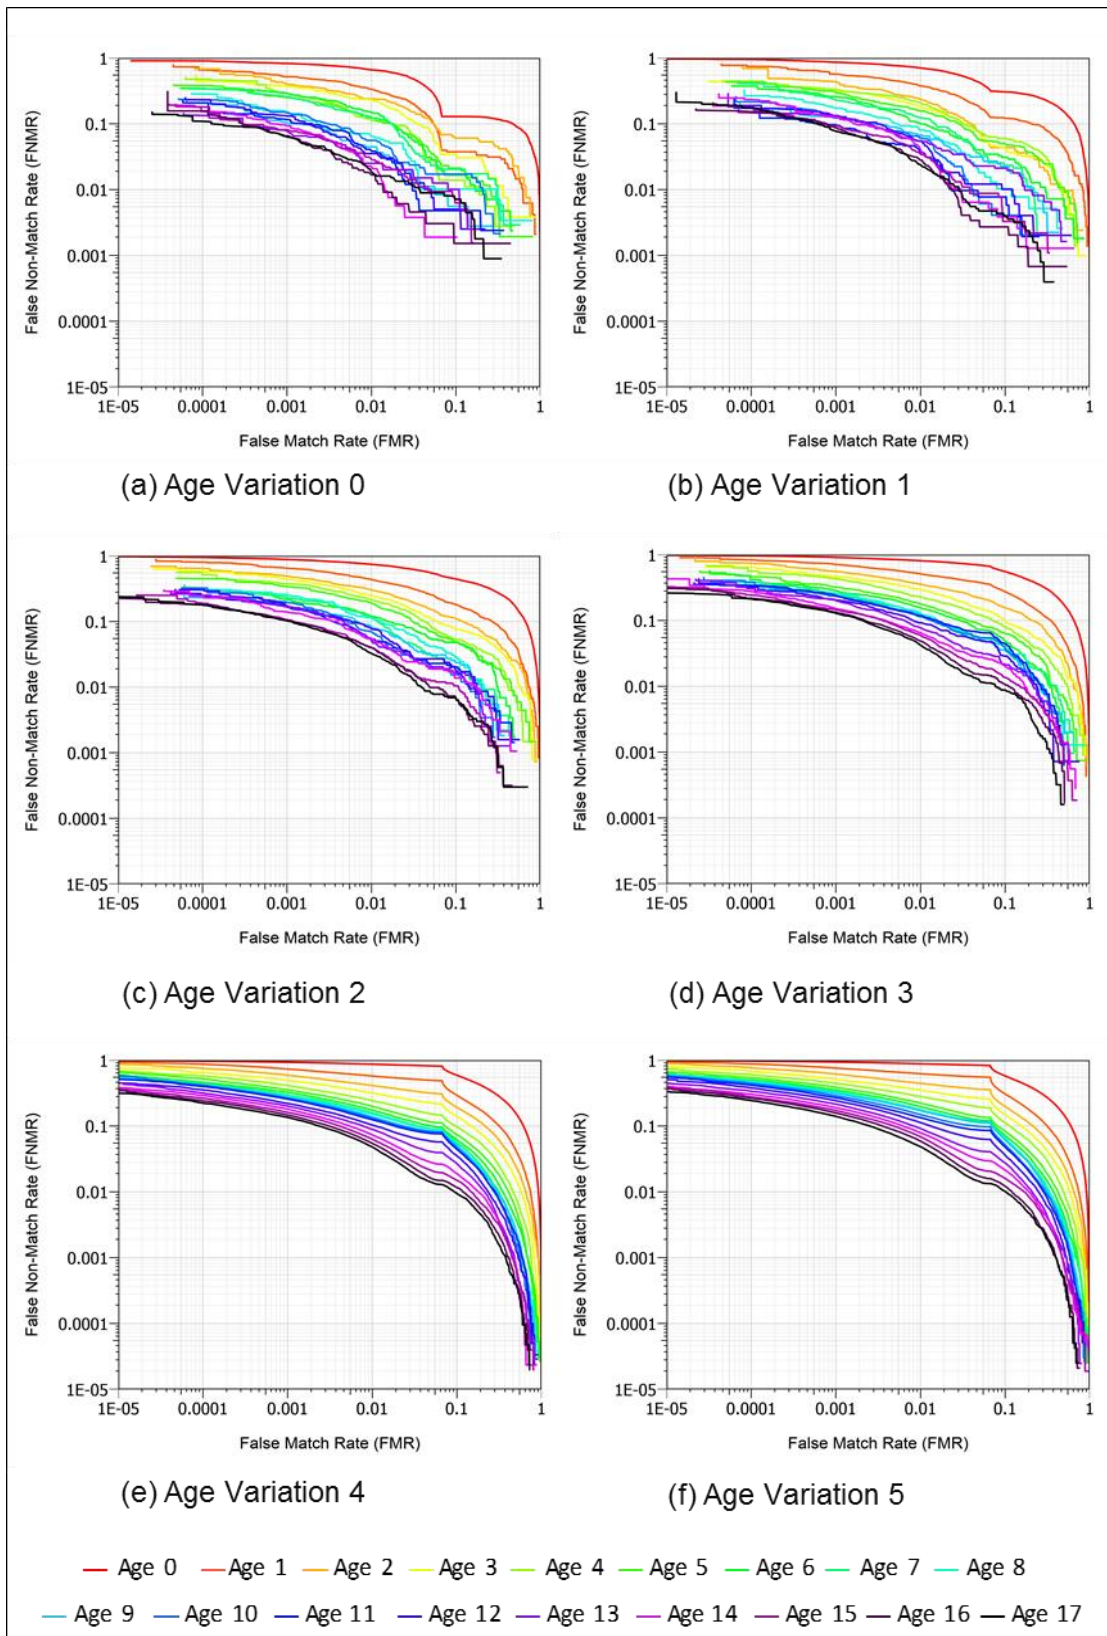 1
0.1
0.01
0.001
0.0001
1E-05
1E-05 0.0001 0.001 0.01 0.1 1
False Non-Match Rate (FNMR)
False Match Rate (FMR)
(a) Age Variation 0
1
0.1
0.01
0.001
0.0001
1E-05
1E-05 0.0001 0.001 0.01 0.1 1
False Non-Match Rate (FNMR)
False Match Rate (FMR)
(b) Age Variation 1
1
0.1
0.01
0.001
0.0001
1E-05
1E-05 0.0001 0.001 0.01 0.1 1
False Non-Match Rate (FNMR)
False Match Rate (FMR)
(c) Age Variation 2
1
0.1
0.01
0.001
0.0001
1E-05
1E-05 0.0001 0.001 0.01 0.1 1
False Non-Match Rate (FNMR)
False Match Rate (FMR)
(d) Age Variation 3
1
0.1
0.01
0.001
0.0001
1E-05
1E-05 0.0001 0.001 0.01 0.1 1
False Non-Match Rate (FNMR)
False Match Rate (FMR)
(e) Age Variation 4
1
0.1
0.01
0.001
0.0001
1E-05
1E-05 0.0001 0.001 0.01 0.1 1
False Non-Match Rate (FNMR)
False Match Rate (FMR)
(f) Age Variation 5
Age 0 Age 1 Age 2 Age 3 Age 4 Age 5 Age 6 Age 7 Age 8
Age 9 Age 10 Age 11 Age 12 Age 13 Age 14 Age 15 Age 16 Age 17